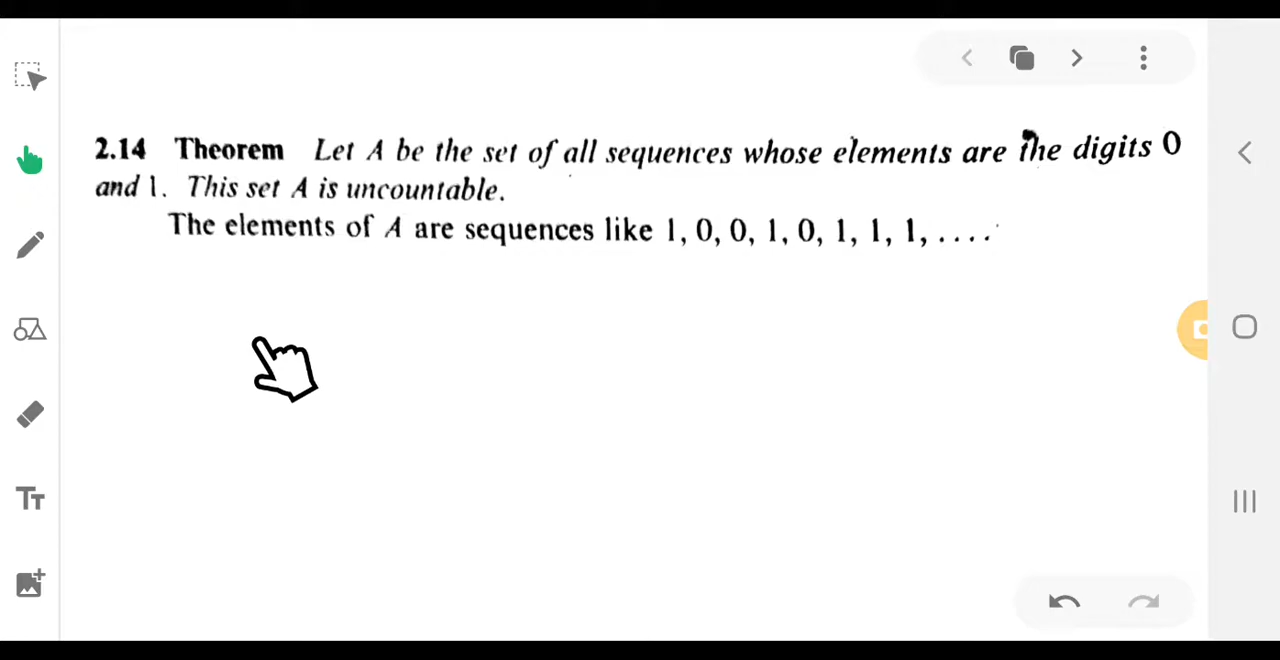 2.14 Theorem Let A be the set of all sequences whose elements are the digits 0
and 1. This set A is uncountable.
The elements of A are sequences like 1, 0, 0, 1, 0, 1, 1, 1, ....
TT